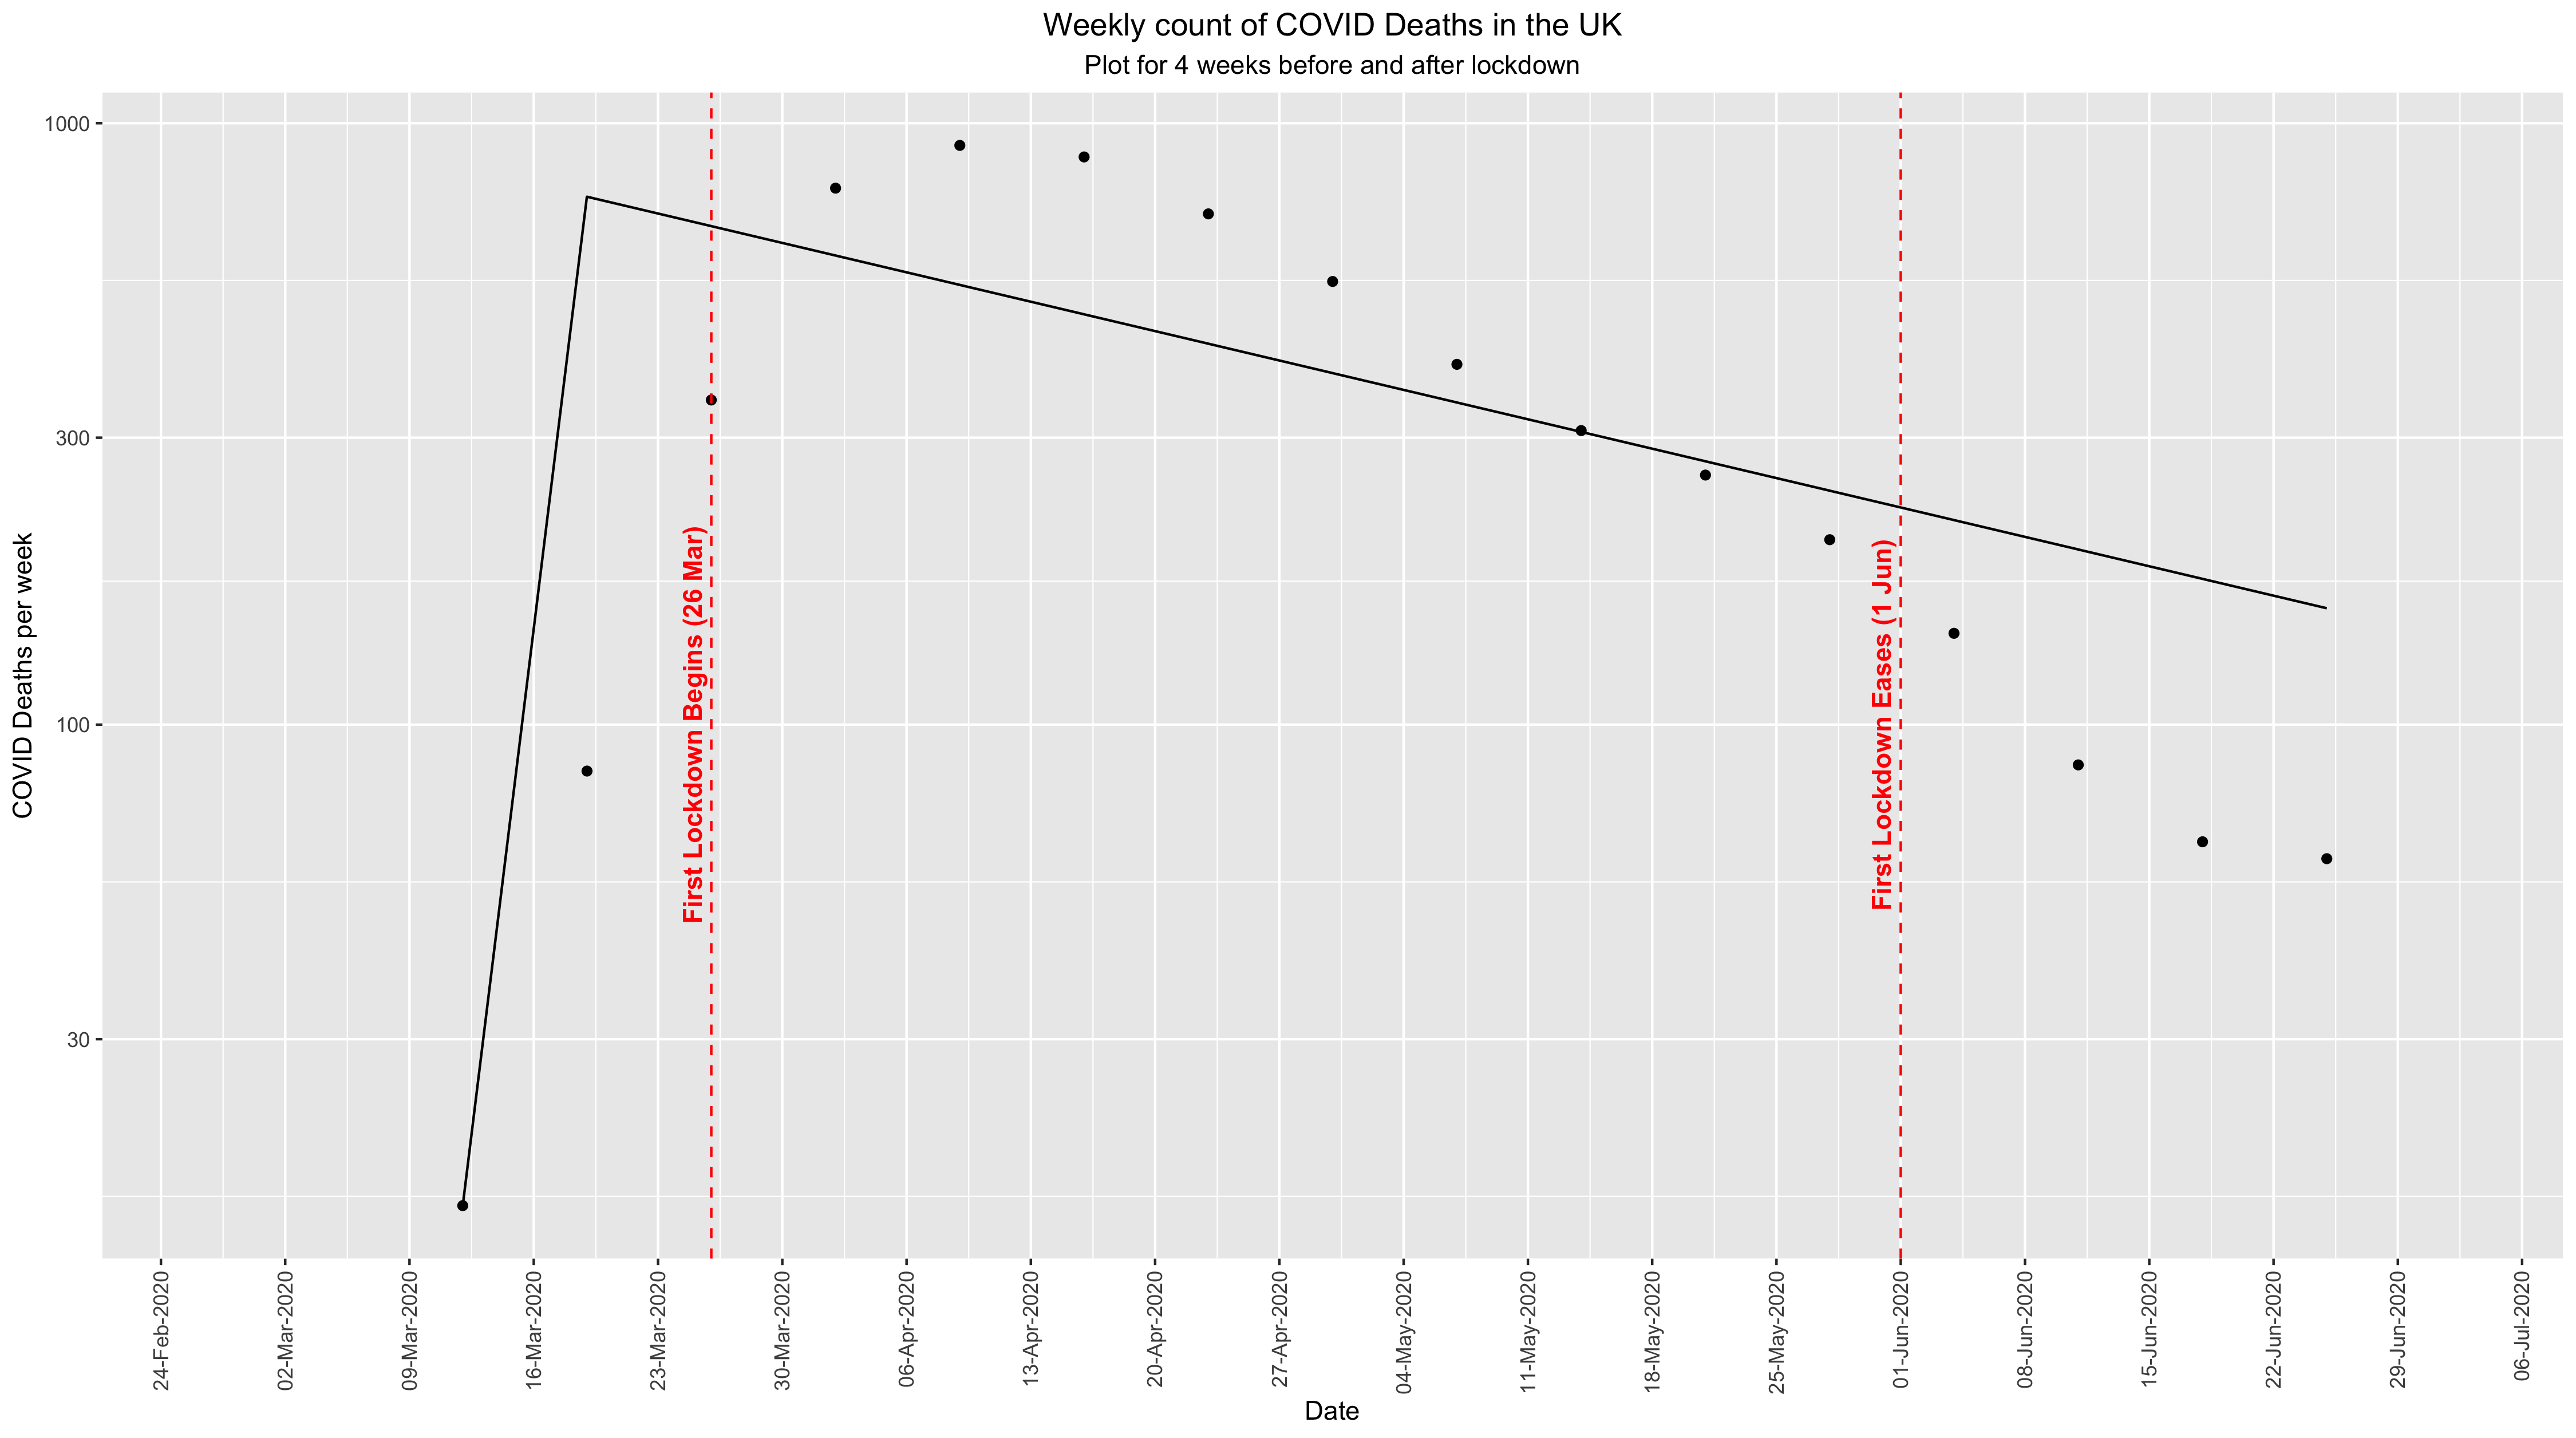 Weekly count of COVID Deaths in the UK
Plot for 4 weeks before and after lockdown
COVID Deaths per week
1000
300
100
30
First Lockdown Begins (26 Mar)
First Lockdown Eases (1 Jun)
24-Feb-2020
02-Mar-2020
09-Mar-2020
16-Mar-2020
23-Mar-2020
30-Mar-2020
06-Apr-2020
13-Apr-2020
20-Apr-2020
27-Apr-2020
04-May-2020
11-May-2020
18-May-2020
25-May-2020
01-Jun-2020
08-Jun-2020
15-Jun-2020
22-Jun-2020
29-Jun-2020
06-Jul-2020
Date